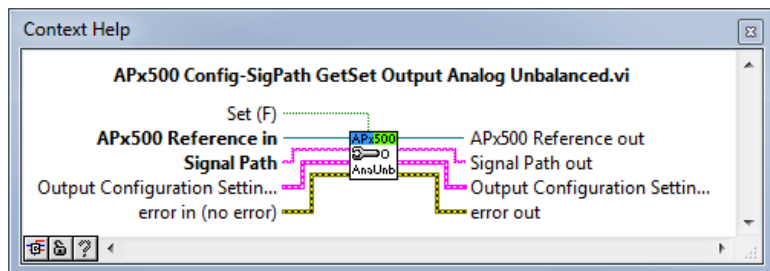 Context Help
APx500 Config-SigPath GetSet Output Analog Unbalanced.vi
Set (F)
APx500 Reference in
APx500 Reference out
Signal Path
Signal Path out
Output Configuration Settin...
Output Configuration Settin...
error in (no error)
error out
APx500
AnaUnb
?